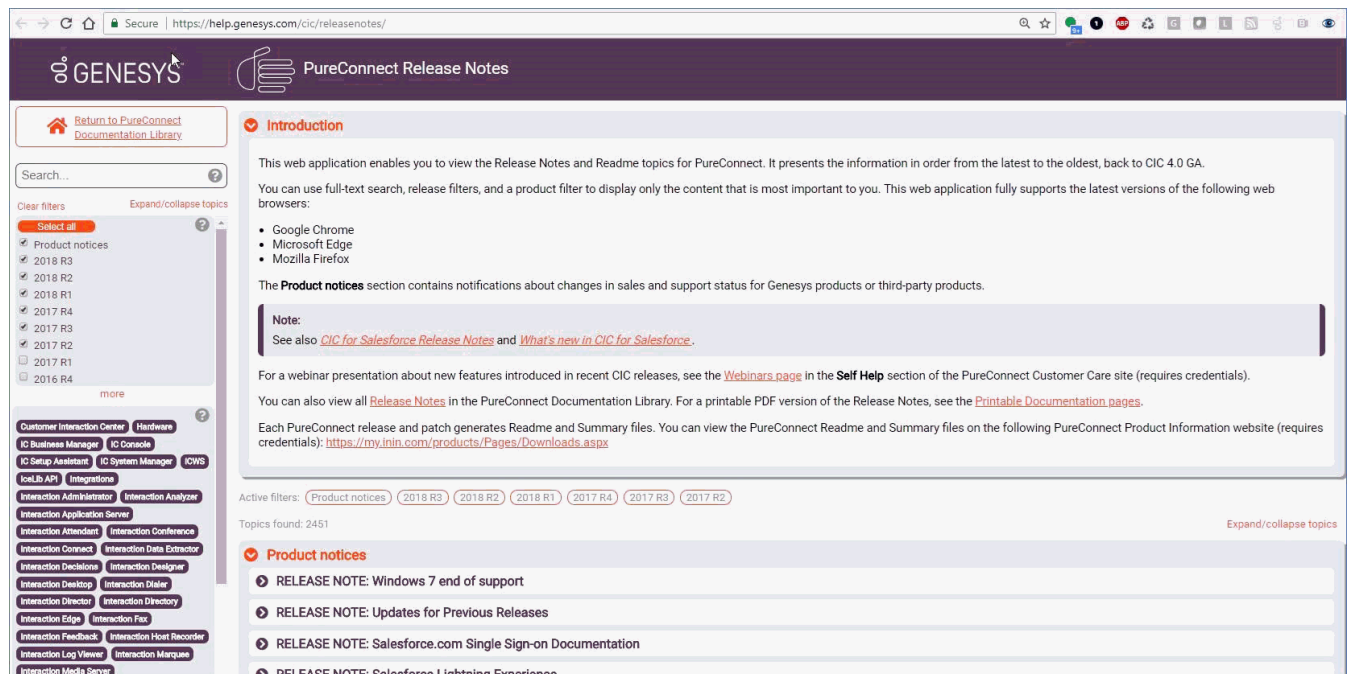 Secure | https://help.genesys.com/cic/releasenotes/
GENESYS
PureConnect Release Notes
Return to PureConnect
Documentation Library
Search...
Clear filters
Expand/collapse topics
Select all
Product notices
2018 R3
2018 R2
2018 R1
2017 R4
2017 R3
2017 R2
2017 R1
2016 R4
more
Customer Interaction Center Hardware
IC Business Manager IC Console
IC Setup Assistant IC System Manager ICWS
IceLib API Integrations
Interaction Administrator Interaction Analyzer
Interaction Application Server
Interaction Attendant Interaction Conference
Interaction Connect Interaction Data Extractor
Interaction Decisions Interaction Designer
Interaction Desktop Interaction Dialer
Interaction Director Interaction Directory
Interaction Edge Interaction Fax
Interaction Feedback Interaction Host Recorder
Interaction Log Viewer Interaction Marquee
Interaction Media Server
Introduction
This web application enables you to view the Release Notes and Readme topics for PureConnect. It presents the information in order from the latest to the oldest, back to CIC 4.0 GA.
You can use full-text search, release filters, and a product filter to display only the content that is most important to you. This web application fully supports the latest versions of the following web
browsers:
• Google Chrome
• Microsoft Edge
• Mozilla Firefox
The Product notices section contains notifications about changes in sales and support status for Genesys products or third-party products.
Note:
See also CIC for Salesforce Release Notes and What's new in CIC for Salesforce .
For a webinar presentation about new features introduced in recent CIC releases, see the Webinars page in the Self Help section of the PureConnect Customer Care site (requires credentials).
You can also view all Release Notes in the PureConnect Documentation Library. For a printable PDF version of the Release Notes, see the Printable Documentation pages.
Each PureConnect release and patch generates Readme and Summary files. You can view the PureConnect Readme and Summary files on the following PureConnect Product Information website (requires
credentials): https://my.inin.com/products/Pages/Downloads.aspx
Active filters: Product notices 2018 R3 2018 R2 2018 R1 2017 R4 2017 R3 2017 R2
Topics found: 2451
Expand/collapse topics
Product notices
RELEASE NOTE: Windows 7 end of support
RELEASE NOTE: Updates for Previous Releases
RELEASE NOTE: Salesforce.com Single Sign-on Documentation
RELEASE NOTE: Salesforce Lightning Experience